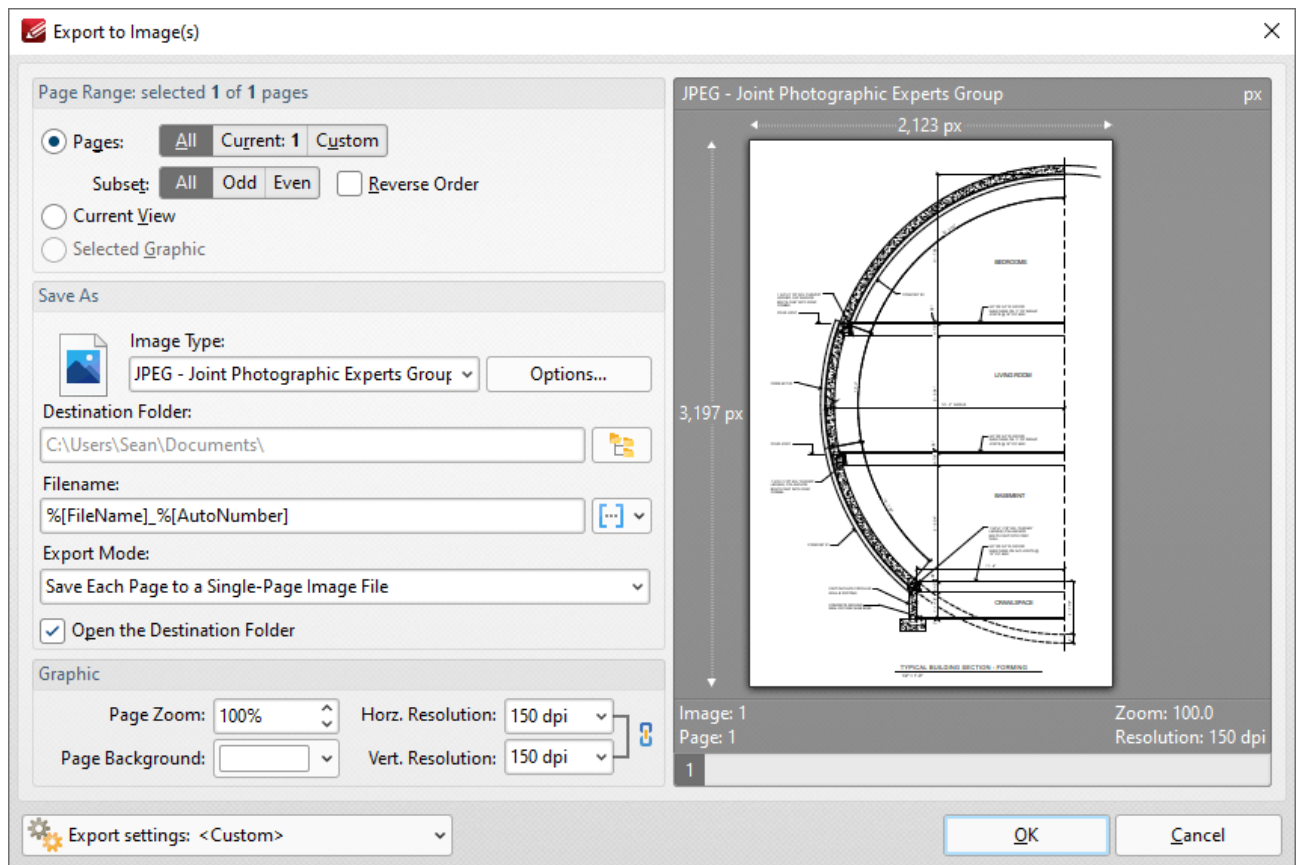 Export to Image(s)
Page Range: selected 1 of 1 pages
Pages: All Current: 1 Custom
Subset: All Odd Even Reverse Order
Current View
Selected Graphic
Save As
Image Type:
JPEG - Joint Photographic Experts Group Options...
Destination Folder:
C:\Users\Sean\Documents\
Filename:
%[FileName]_%[AutoNumber]
Export Mode:
Save Each Page to a Single-Page Image File
Open the Destination Folder
Graphic
Page Zoom: 100% Horz. Resolution: 150 dpi
Page Background: Vert. Resolution: 150 dpi
JPEG - Joint Photographic Experts Group px
2,123 px
3,197 px
BEDROOMS
LIVING ROOM
BASEMENT
CRAWLSPACE
TYPICAL BUILDING SECTION - FORMING
Image: 1 Zoom: 100.0
Page: 1 Resolution: 150 dpi
1
Export settings: <Custom> OK Cancel